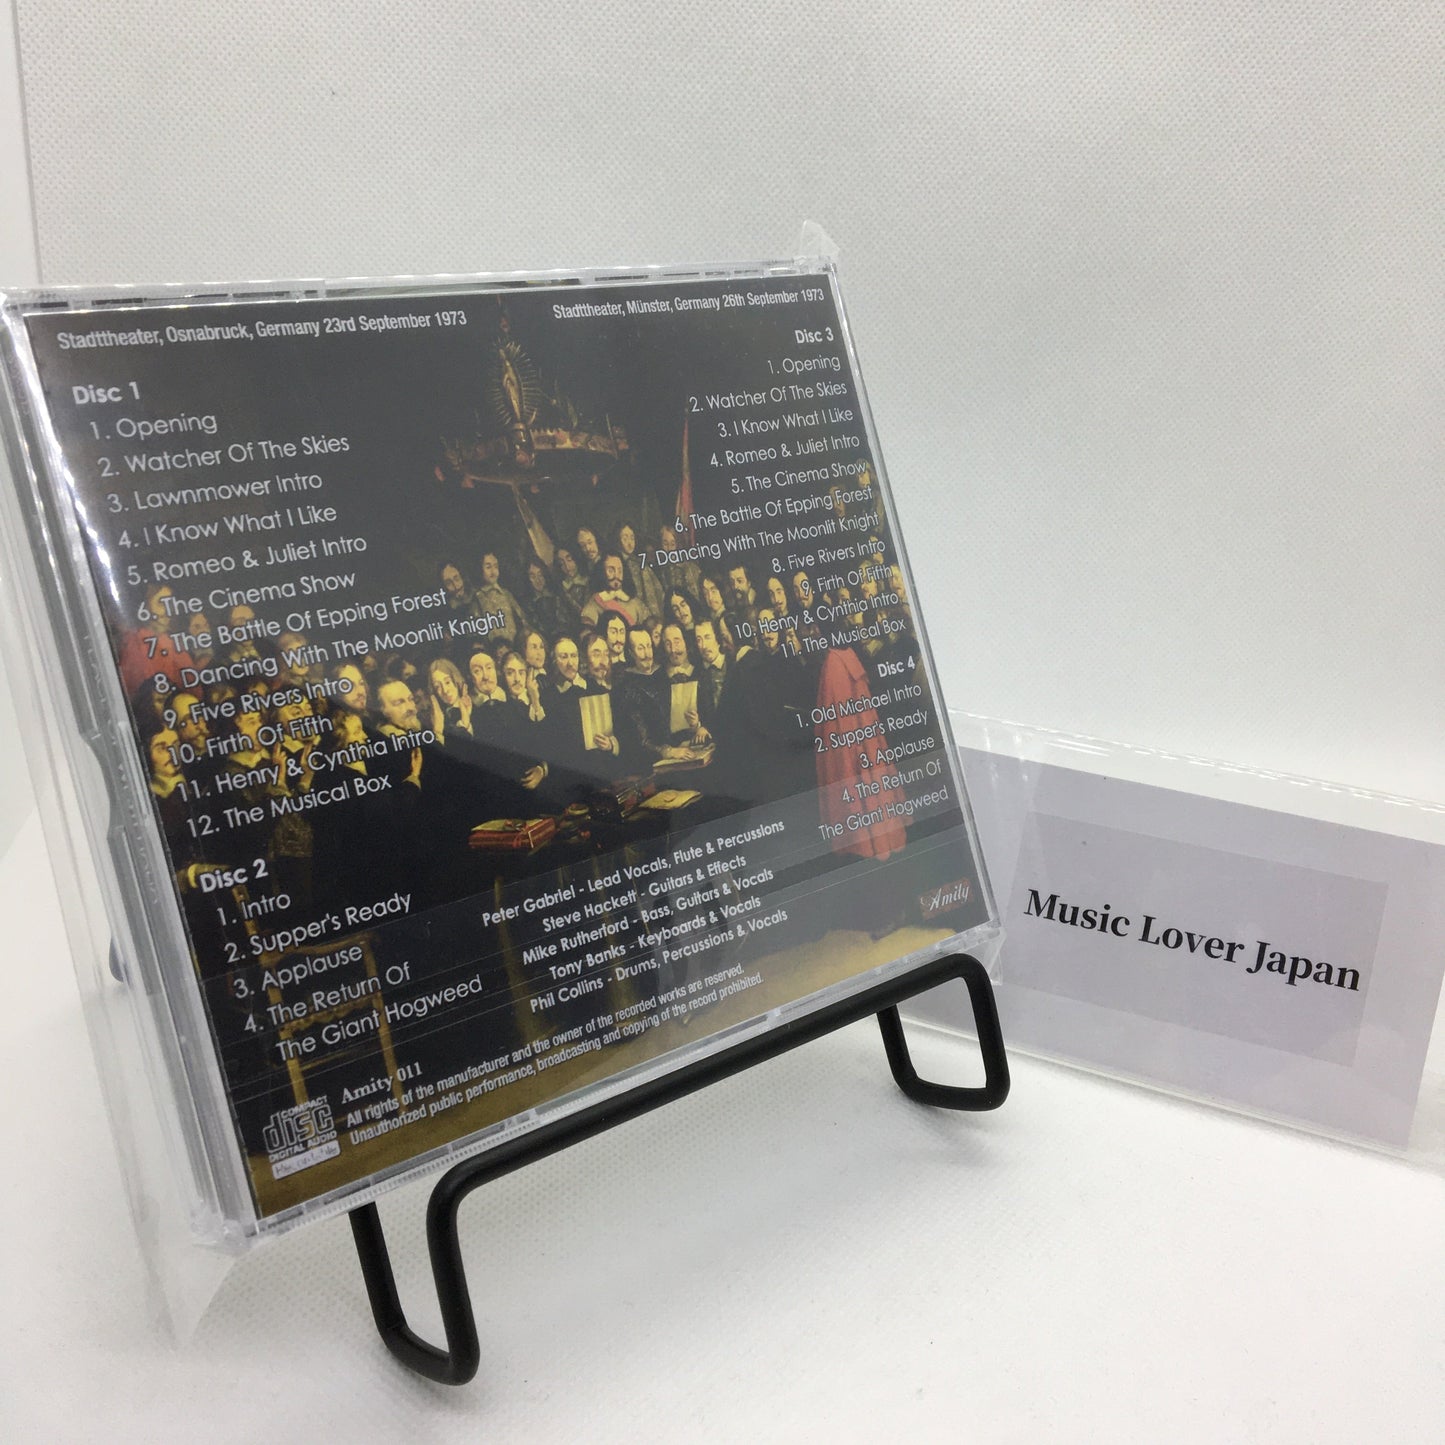 Stadttheater, Osnabruck, Germany 23rd September 1973
Disc 1
1. Opening
2. Watcher Of The Skies
3. Lawnmower Intro
4. I Know What I Like
5. Romeo & Juliet Intro
6. The Cinema Show
7. The Battle Of Epping Forest
8. Dancing With The Moonlit Knight
9. Five Rivers Intro
10. Firth Of Fifth
11. Henry & Cynthia Intro
12. The Musical Box
Disc 2
1. Intro
2. Supper's Ready
3. Applause
4. The Return Of
The Giant Hogweed
Stadttheater, Münster, Germany 26th September 1973
Disc 3
1. Opening
2. Watcher Of The Skies
3. I Know What I Like
4. Romeo & Juliet Intro
5. The Cinema Show
6. The Battle Of Epping Forest
7. Dancing With The Moonlit Knight
8. Five Rivers Intro
9. Firth Of Fifth
10. Henry & Cynthia Intro
11. The Musical Box
Disc 4
1. Old Michael Intro
2. Supper's Ready
3. Applause
4. The Return Of
The Giant Hogweed
Peter Gabriel - Lead Vocals, Flute & Percussions
Steve Hackett - Guitars & Effects
Mike Rutherford - Bass, Guitars & Vocals
Tony Banks - Keyboards & Vocals
Phil Collins - Drums, Percussions & Vocals
Amity
Amity 011
All rights of the manufacturer and the owner of the recorded works are reserved.
Unauthorized public performance, broadcasting and copying of the record prohibited.
COMPACT
disc
DIGITAL AUDIO
Music Lover Japan